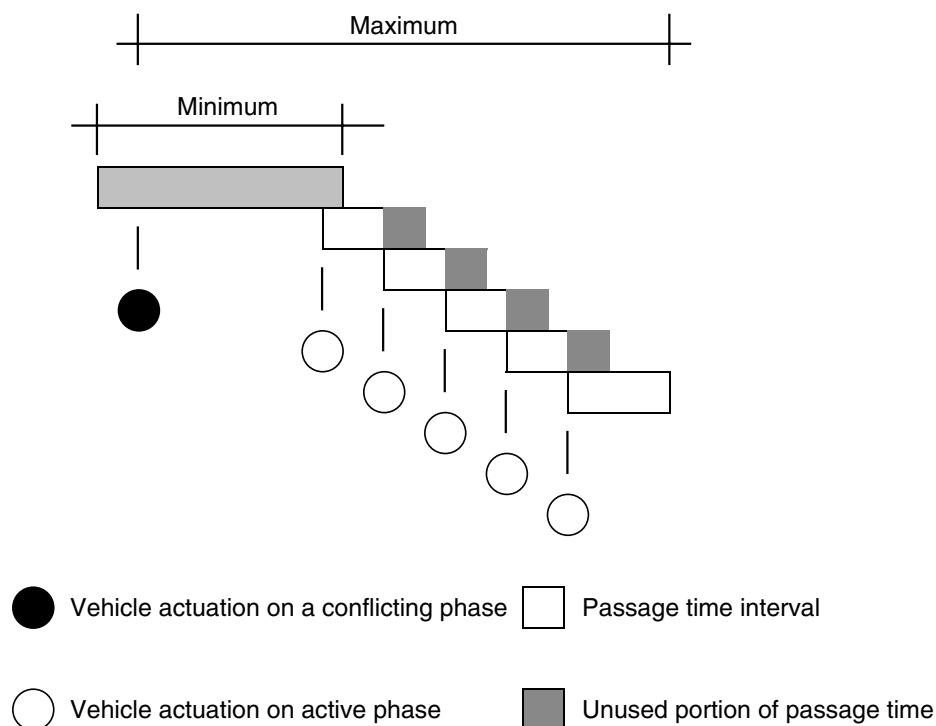 Maximum
Minimum
Vehicle actuation on a conflicting phase
Passage time interval
Vehicle actuation on active phase
Unused portion of passage time